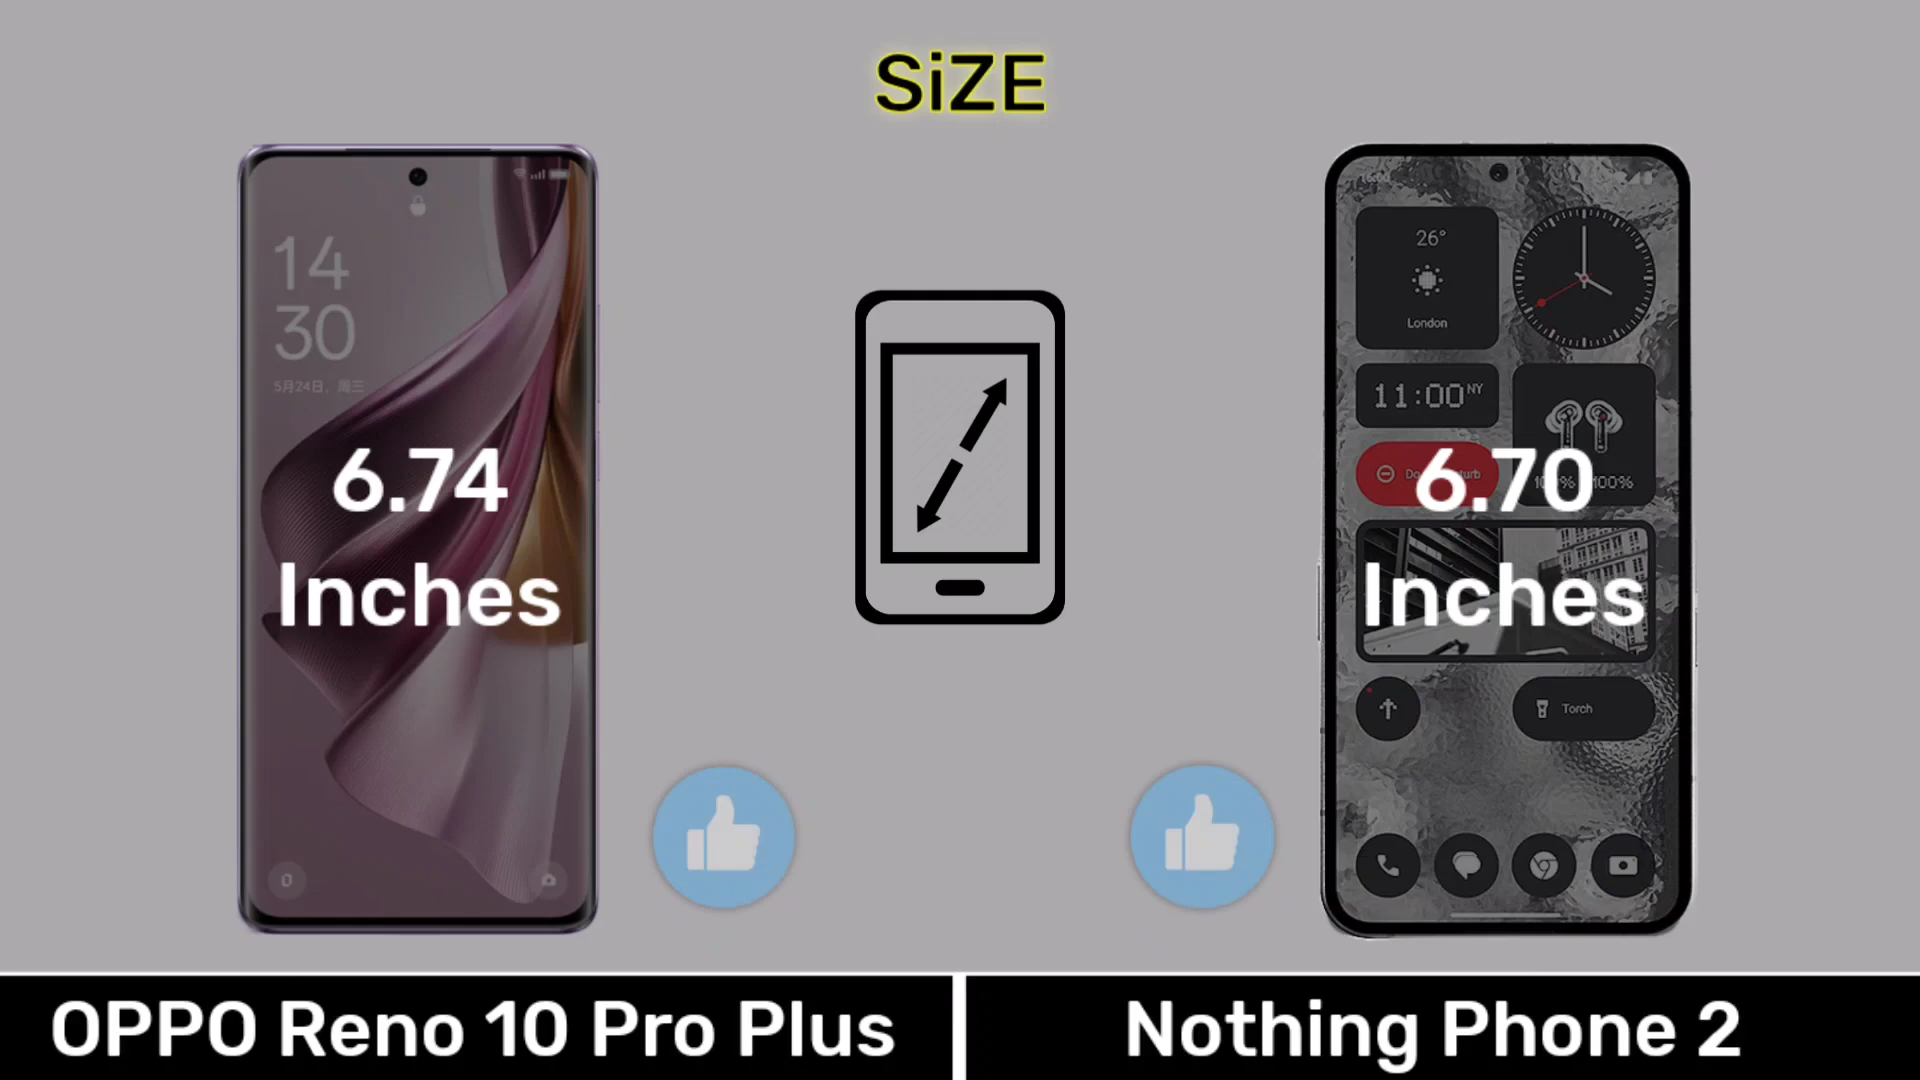 SiZE
14
30
5月24日，周三
6.74
Inches
26°
London
11:00 NY
100%
6.70
Inches
Torch
OPPO Reno 10 Pro Plus
Nothing Phone 2